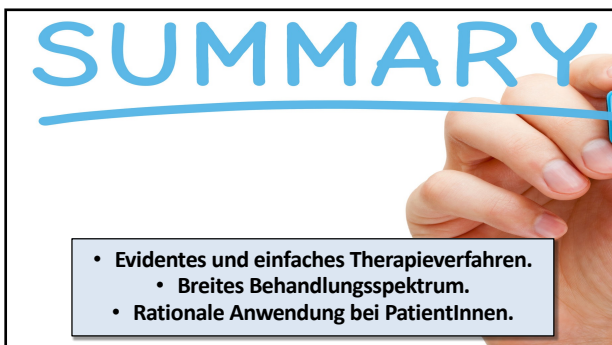 SUMMARY
• Evidentes und einfaches Therapieverfahren.
• Breites Behandlungsspektrum.
• Rationale Anwendung bei PatientInnen.